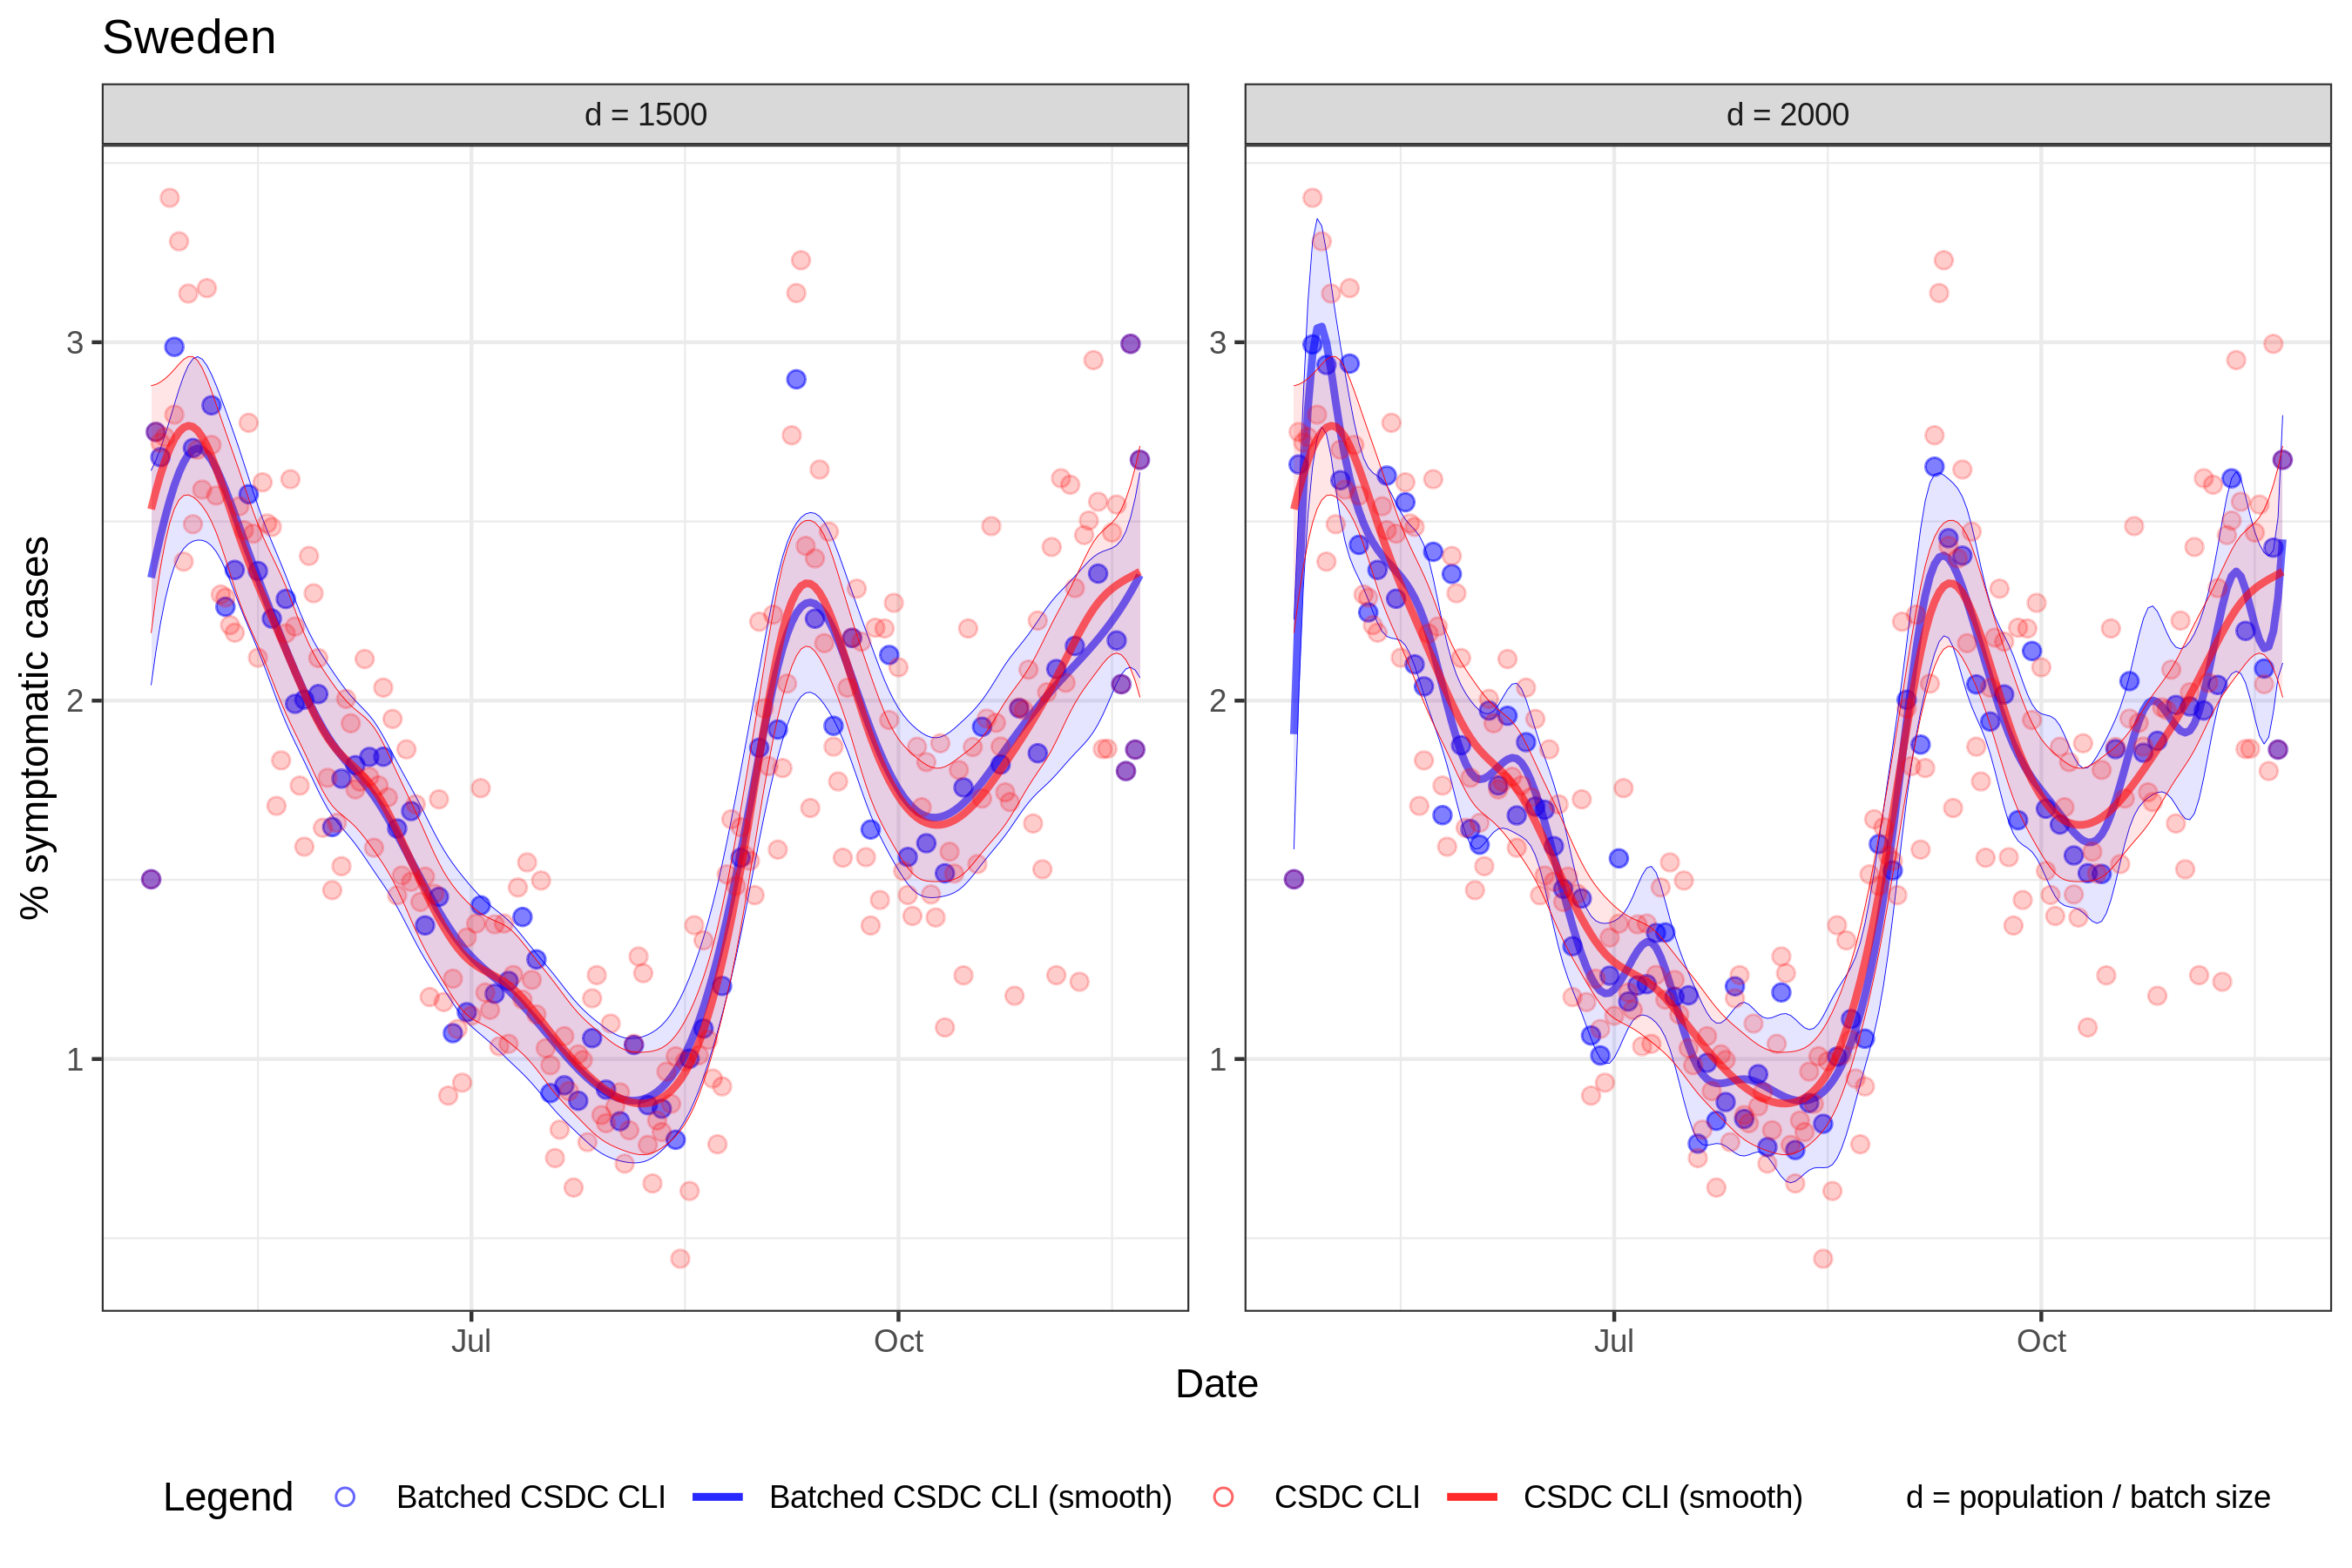 Sweden
d = 1500
d = 2000
% symptomatic cases
3
2
1
3
2
1
Jul
Oct
Jul
Oct
Date
Legend
Batched CSDC CLI
Batched CSDC CLI (smooth)
CSDC CLI
CSDC CLI (smooth)
d = population / batch size